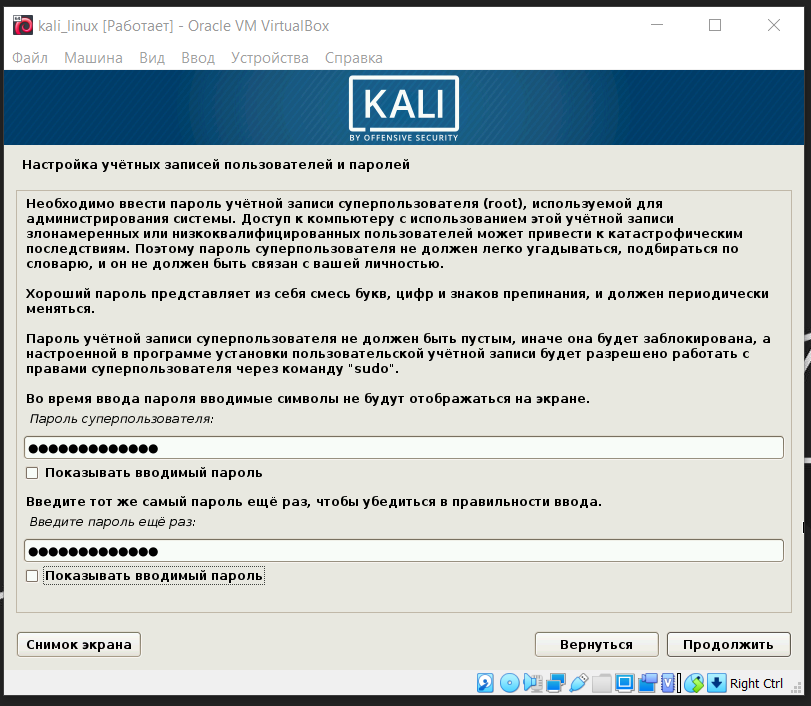 kali_linux [Работает] - Oracle VM VirtualBox
Файл Машина Вид Ввод Устройства Справка
KALI
BY OFFENSIVE SECURITY
Настройка учётных записей пользователей и паролей
Необходимо ввести пароль учётной записи суперпользователя (root), используемой для
администрирования системы. Доступ к компьютеру с использованием этой учётной записи
злонамеренных или низкоквалифицированных пользователей может привести к катастрофическим
последствиям. Поэтому пароль суперпользователя не должен легко угадываться, подбираться по
словарю, и он не должен быть связан с вашей личностью.
Хороший пароль представляет из себя смесь букв, цифр и знаков препинания, и должен периодически
меняться.
Пароль учётной записи суперпользователя не должен быть пустым, иначе она будет заблокирована, а
настроенной в программе установки пользовательской учётной записи будет разрешено работать с
правами суперпользователя через команду "sudo".
Во время ввода пароля вводимые символы не будут отображаться на экране.
Пароль суперпользователя:
●●●●●●●●●●●●●
Показывать вводимый пароль
Введите тот же самый пароль ещё раз, чтобы убедиться в правильности ввода.
Введите пароль ещё раз:
●●●●●●●●●●●●●
Показывать вводимый пароль
Снимок экрана Вернуться Продолжить
Right Ctrl